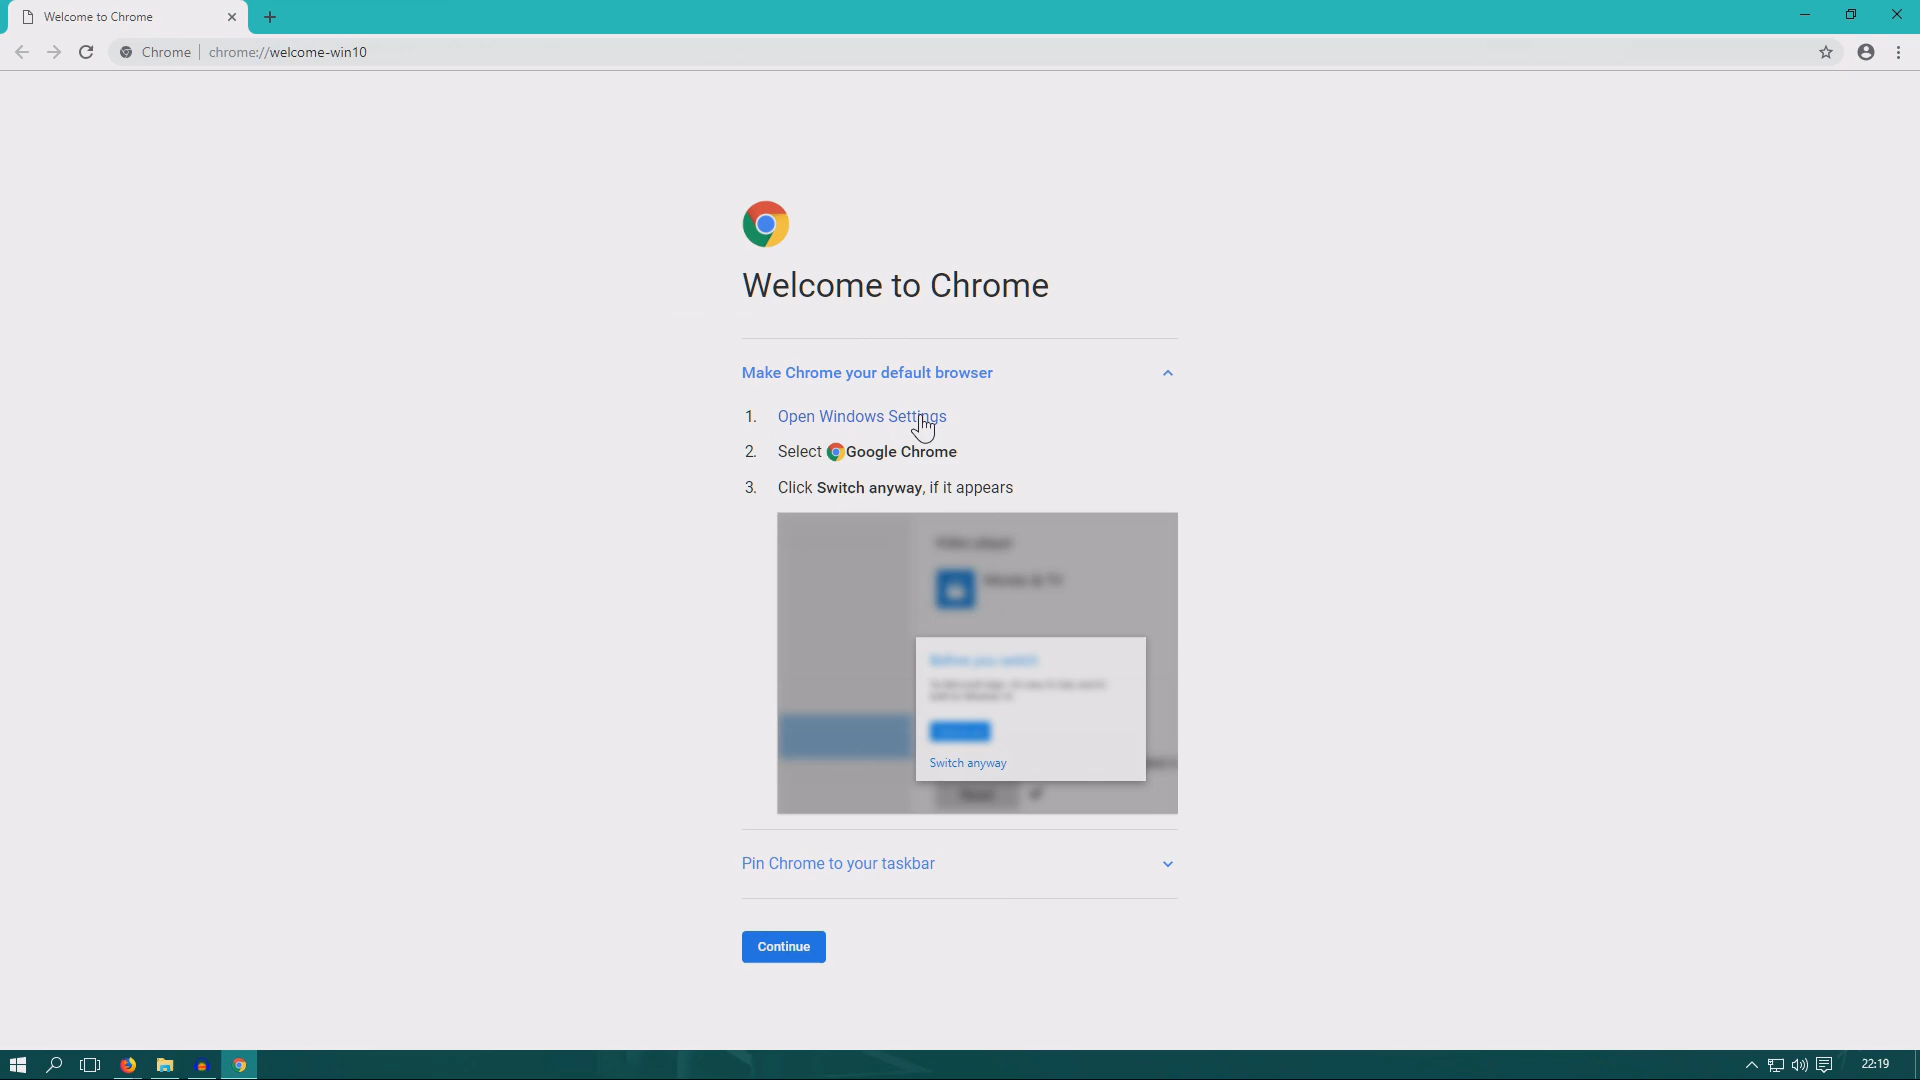 Welcome to Chrome
Chrome
chrome://welcome-win10
Welcome to Chrome
Make Chrome your default browser
1. Open Windows Settings
2. Select Google Chrome
3. Click Switch anyway, if it appears
Switch anyway
Pin Chrome to your taskbar
Continue
22:19